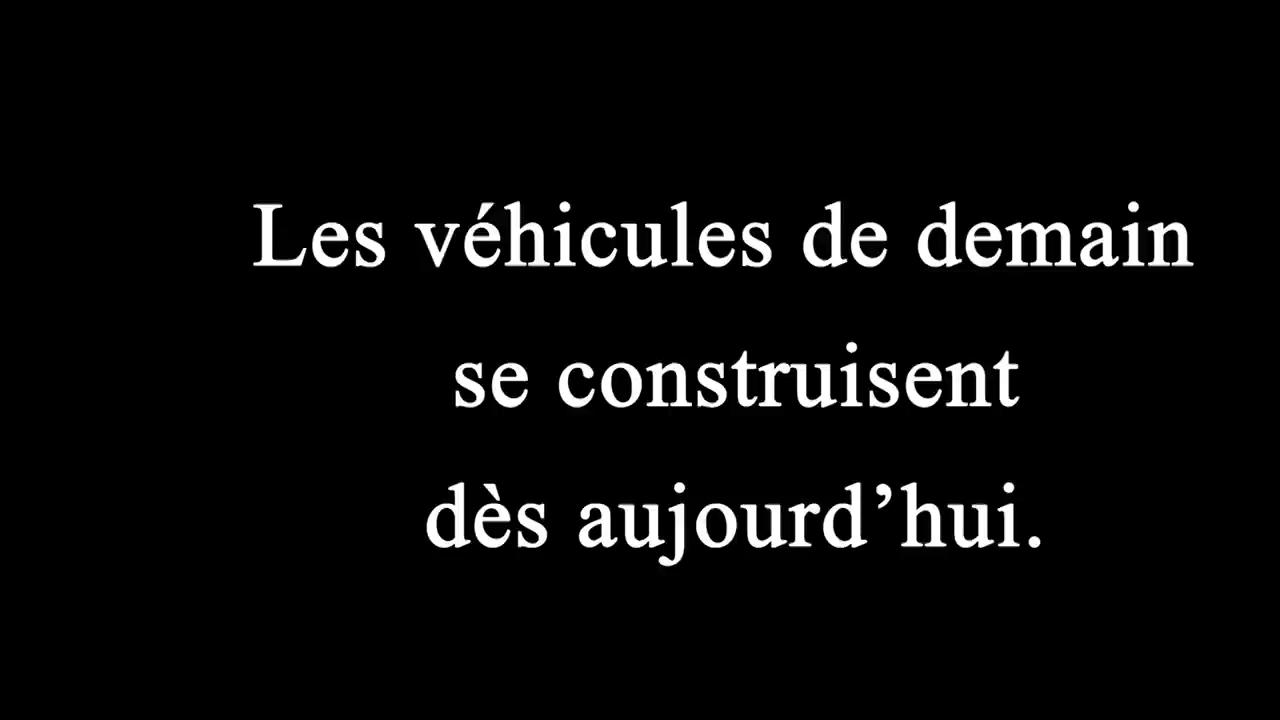 Les véhicules de demain
se construisent
dès aujourd’hui.